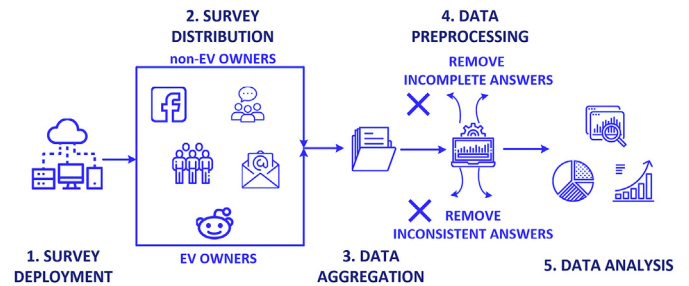 2. SURVEY
DISTRIBUTION
non-EV OWNERS
4. DATA
PREPROCESSING
REMOVE
INCOMPLETE ANSWERS
REMOVE
INCONSISTENT ANSWERS
EV OWNERS
1. SURVEY
DEPLOYMENT
3. DATA
AGGREGATION
5. DATA ANALYSIS